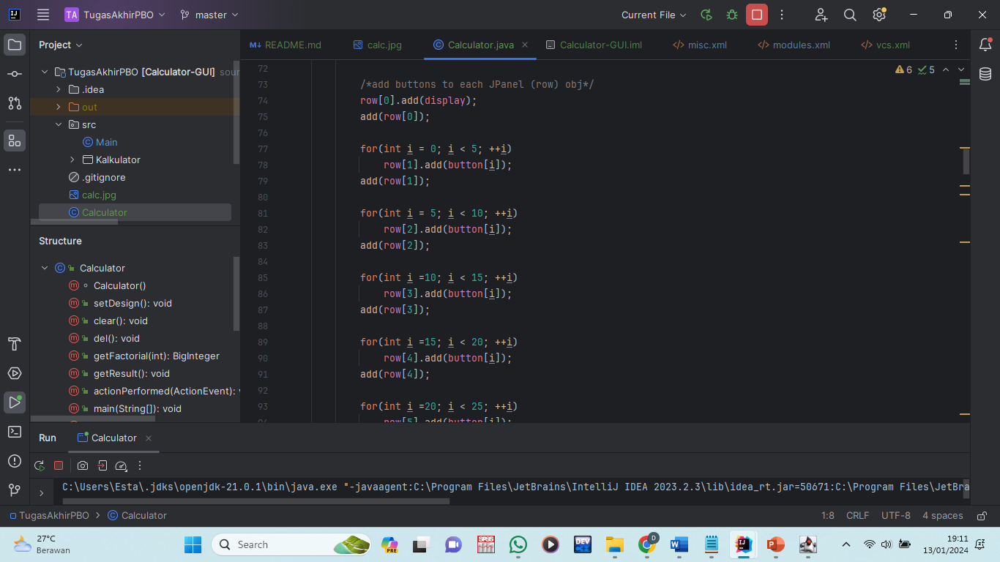 TA TugasAkhirPBO master Current File
Project
README.md calc.jpg Calculator.java Calculator-GUI.iml misc.xml modules.xml vcs.xml
TugasAkhirPBO [Calculator-GUI] sour
.idea
out
src
Main
Kalkulator
.gitignore
calc.jpg
Calculator
Structure
Calculator
Calculator()
setDesign(): void
clear(): void
del(): void
getFactorial(int): BigInteger
getResult(): void
actionPerformed(ActionEvent):
main(String[]): void
6 5
72
73 /*add buttons to each JPanel (row) obj*/
74 row[0].add(display);
75 add(row[0]);
76
77 for(int i = 0; i < 5; ++i)
78 row[1].add(button[i]);
79 add(row[1]);
80
81 for(int i = 5; i < 10; ++i)
82 row[2].add(button[i]);
83 add(row[2]);
84
85 for(int i =10; i < 15; ++i)
86 row[3].add(button[i]);
87 add(row[3]);
88
89 for(int i =15; i < 20; ++i)
90 row[4].add(button[i]);
91 add(row[4]);
92
93 for(int i =20; i < 25; ++i)
94 row[5].add(button[i]);
Run Calculator
C:\Users\Esta\.jdks\openjdk-21.0.1\bin\java.exe "-javaagent:C:\Program Files\JetBrains\IntelliJ IDEA 2023.2.3\lib\idea_rt.jar=50671:C:\Program Files\JetBra
TugasAkhirPBO > Calculator 1:8 CRLF UTF-8 4 spaces
27°C
Berawan
Search
PRE
SPSS
DEV
D
19:11
13/01/2024